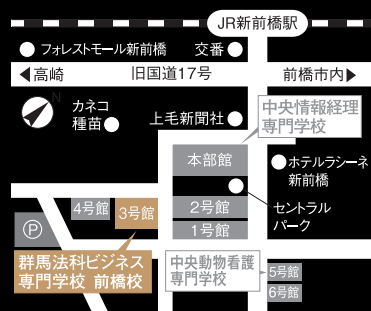 JR新前橋駅
フォレストモール新前橋
交番
◀高崎
旧国道17号
前橋市内▶
N
カネコ
種苗
上毛新聞社
中央情報経理
専門学校
本部館
ホテルラシーネ
新前橋
4号館
3号館
2号館
セントラル
パーク
P
1号館
群馬法科ビジネス
専門学校 前橋校
中央動物看護
専門学校
5号館
6号館